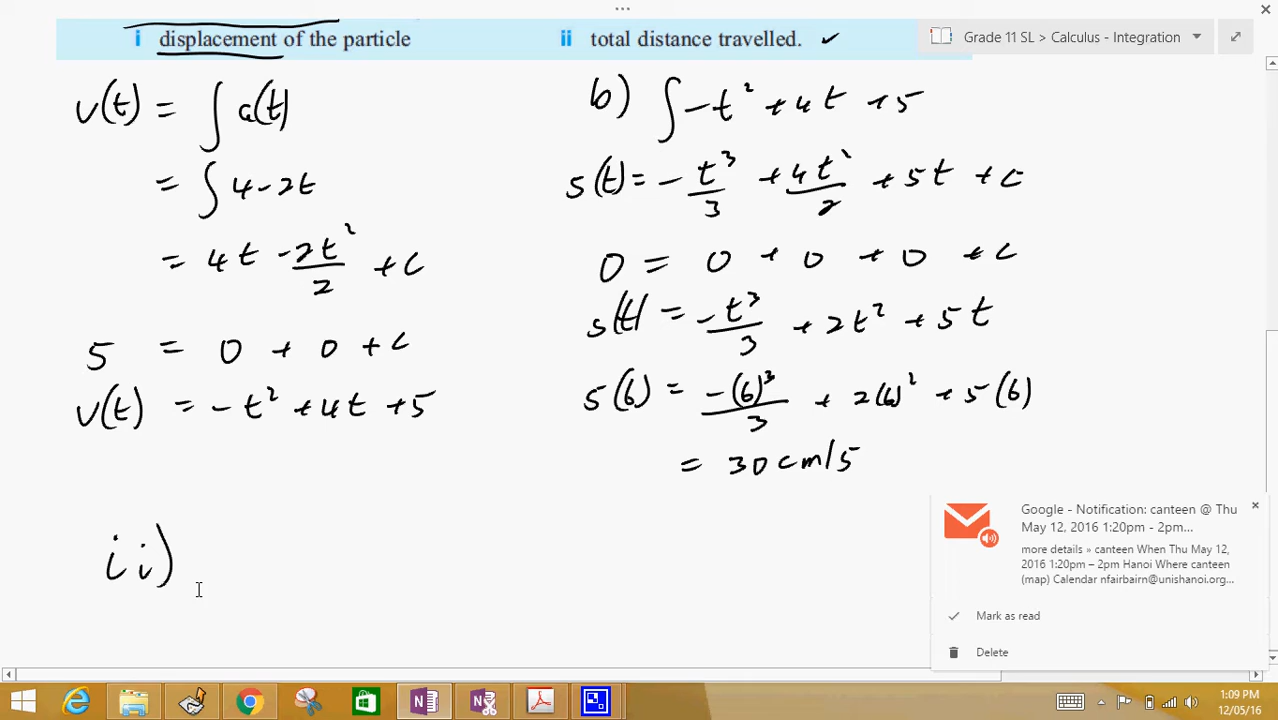 i displacement of the particle
ii total distance travelled. ✓
Grade 11 SL > Calculus - Integration
v(t) = ∫ a(t)
= ∫ 4 - 2t
= 4t - 2t²/2 + c
5 = 0 + 0 + c
v(t) = -t² + 4t + 5
b) ∫ -t² + 4t + 5
s(t) = - t³/3 + 4t²/2 + 5t + c
0 = 0 + 0 + 0 + c
s(t) = -t³/3 + 2t² + 5t
s(6) = -(6)³/3 + 2(6)² + 5(6)
= 30 cm/s
ii)
Google - Notification: canteen @ Thu
May 12, 2016 1:20pm - 2pm...
more details » canteen When Thu May 12,
2016 1:20pm – 2pm Hanoi Where canteen
(map) Calendar nfairbairn@unishanoi.org...
Mark as read
Delete
1:09 PM
12/05/16